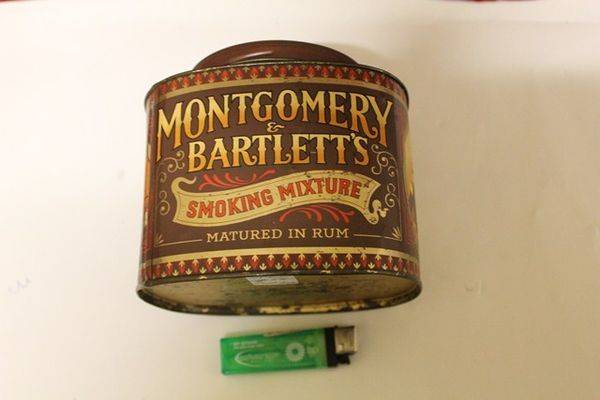 MONTGOMERY
&
BARTLETT'S
SMOKING MIXTURE
MATURED IN RUM